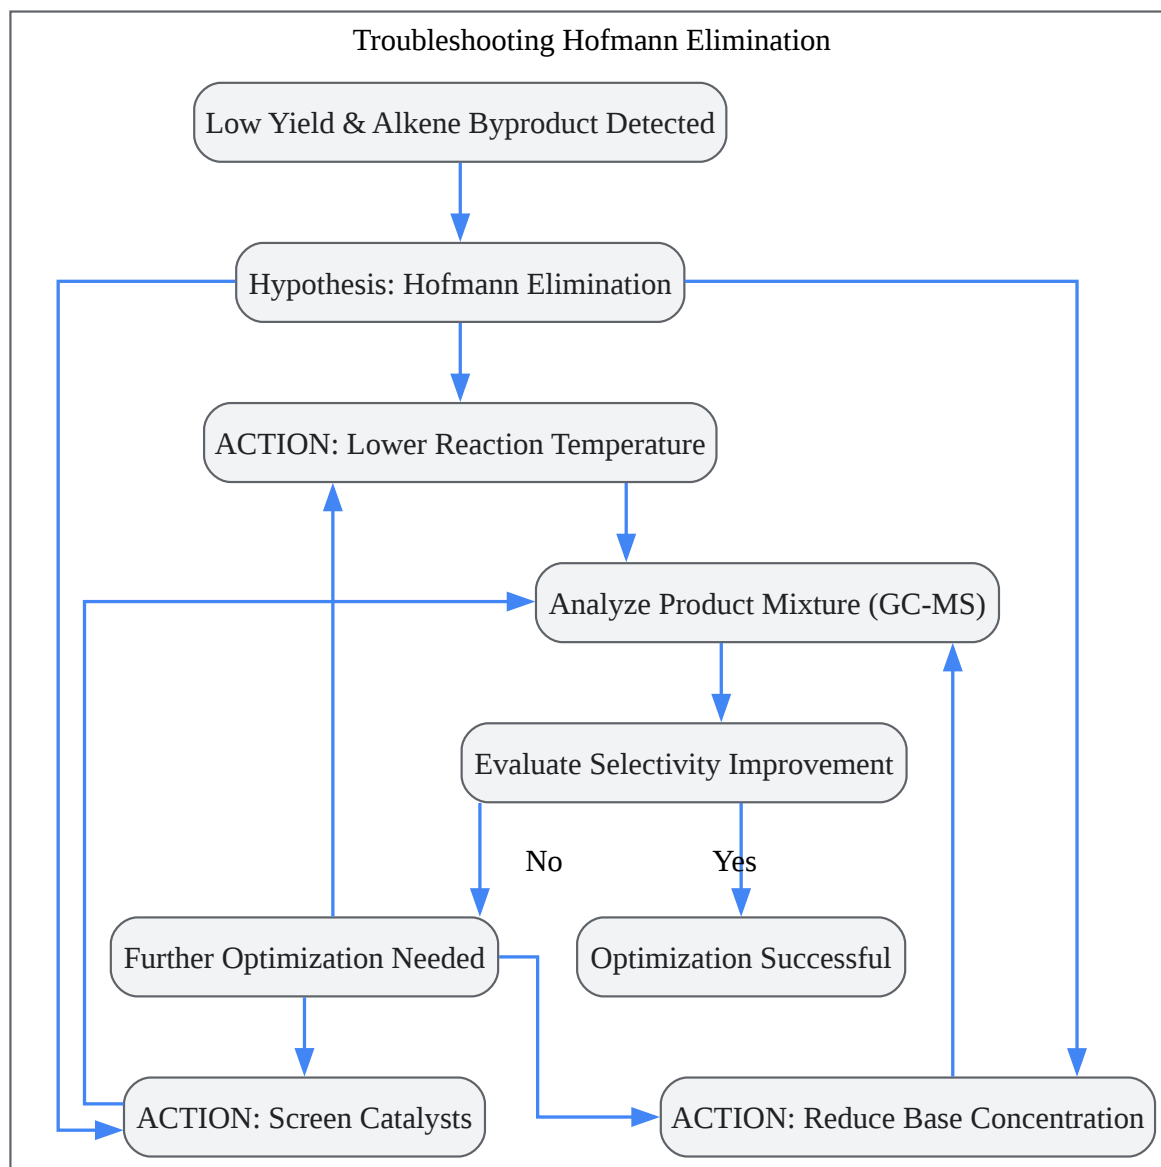 Troubleshooting Hofmann Elimination
Low Yield & Alkene Byproduct Detected
Hypothesis: Hofmann Elimination
ACTION: Lower Reaction Temperature
Analyze Product Mixture (GC-MS)
Evaluate Selectivity Improvement
No
Yes
Further Optimization Needed
Optimization Successful
ACTION: Screen Catalysts
ACTION: Reduce Base Concentration